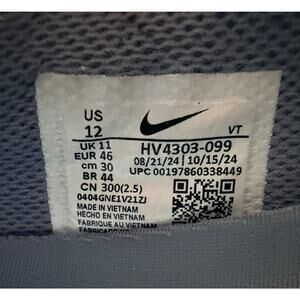 US
12
UK 11
EUR 46
cm 30
BR 44
CN 300(2.5)
0404GNE1V21ZJ
MADE IN VIETNAM
HECHO EN VIETNAM
FABRIQUÉ AU VIETNAM
VT
HV4303-099
08/21/24 | 10/15/24
UPC 00197860338449